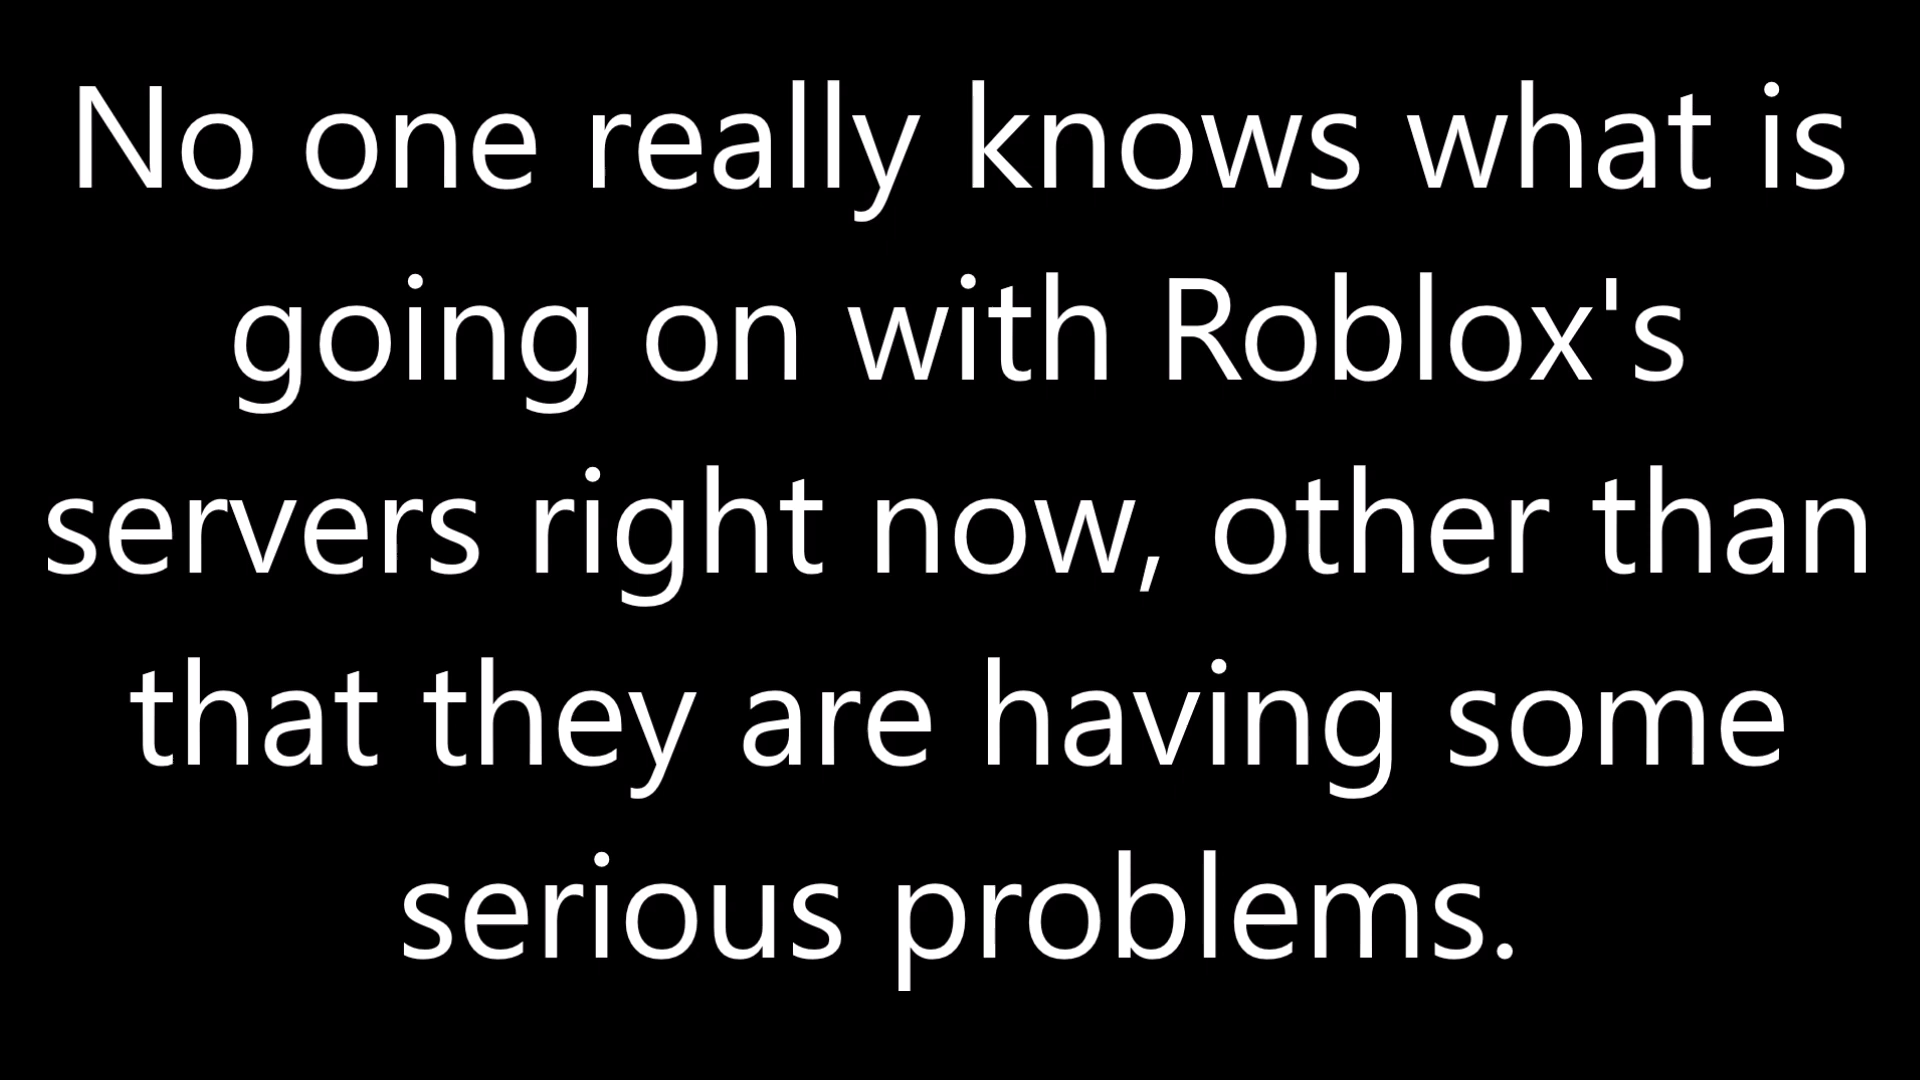 No one really knows what is
going on with Roblox's
servers right now, other than
that they are having some
serious problems.